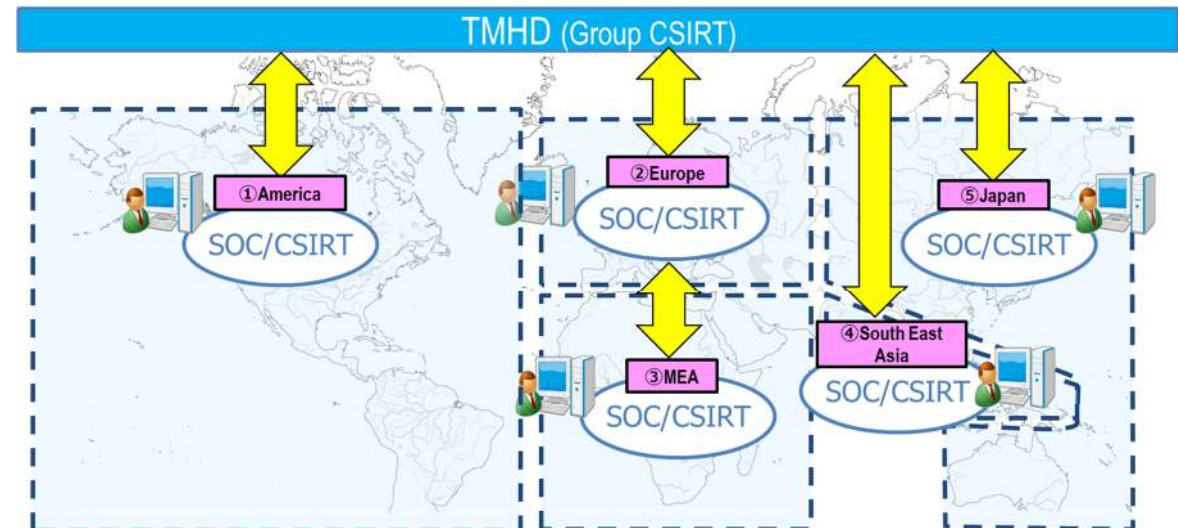 TMHD (Group CSIRT)
①America
SOC/CSIRT
②Europe
SOC/CSIRT
③MEA
SOC/CSIRT
④South East
Asia
SOC/CSIRT
⑤Japan
SOC/CSIRT